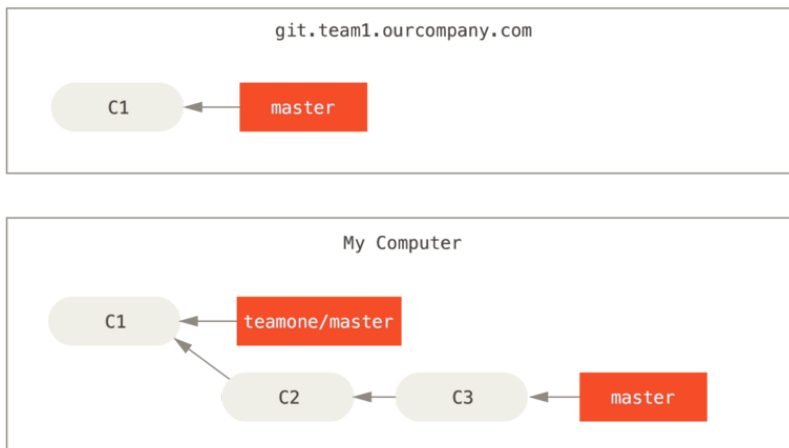 git.team1.ourcompany.com
C1
master
My Computer
C1
teamone/master
C2
C3
master